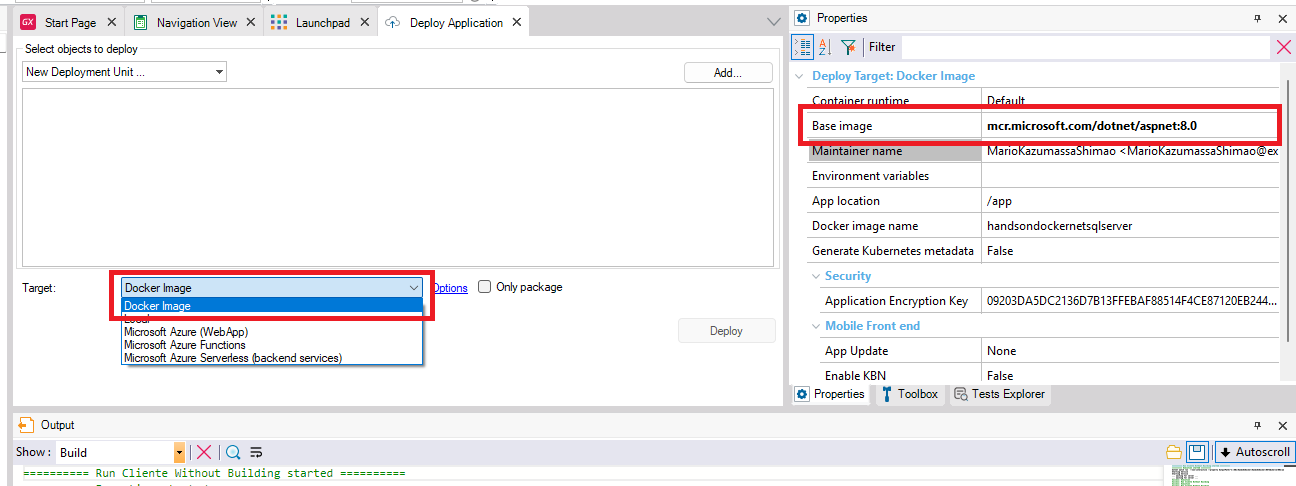 Start Page
Navigation View
Launchpad
Deploy Application
Select objects to deploy
New Deployment Unit ...
Add...
Target:
Docker Image
Options
Only package
Docker Image
Local
Microsoft Azure (WebApp)
Microsoft Azure Functions
Microsoft Azure Serverless (backend services)
Deploy
Properties
Filter
Deploy Target: Docker Image
Container runtime Default
Base image mcr.microsoft.com/dotnet/aspnet:8.0
Maintainer name MarioKazumassaShimao <MarioKazumassaShimao@ex
Environment variables
App location /app
Docker image name handsondockernetsqlserver
Generate Kubernetes metadata False
Security
Application Encryption Key 09203DA5DC2136D7B13FFEBAF88514F4CE87120EB244...
Mobile Front end
App Update None
Enable KBN False
Properties Toolbox Tests Explorer
Output
Show: Build
Autoscroll
========== Run Cliente Without Building started ==========